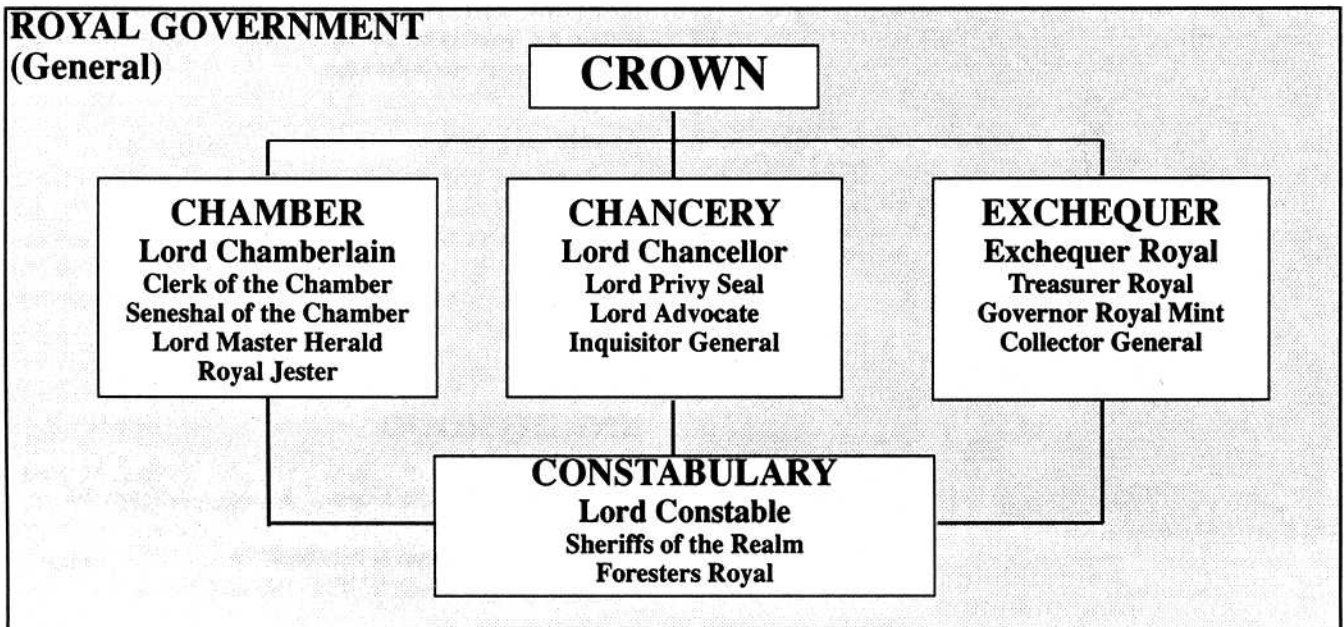 ROYAL GOVERNMENT
(General)
CROWN
CHAMBER
Lord Chamberlain
Clerk of the Chamber
Seneshal of the Chamber
Lord Master Herald
Royal Jester
CHANCERY
Lord Chancellor
Lord Privy Seal
Lord Advocate
Inquisitor General
EXCHEQUER
Exchequer Royal
Treasurer Royal
Governor Royal Mint
Collector General
CONSTABULARY
Lord Constable
Sheriffs of the Realm
Foresters Royal